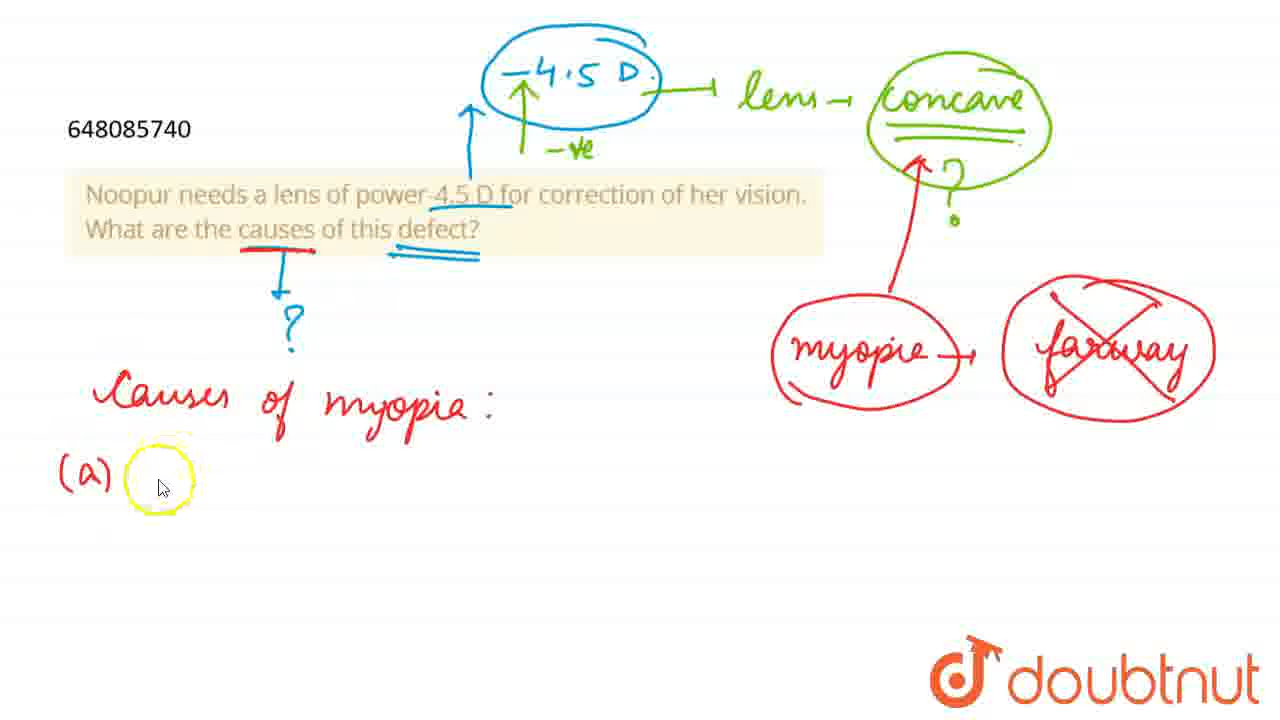 -4.5 D.
lens → concave
-ve
?
648085740
Noopur needs a lens of power-4.5 D for correction of her vision.
What are the causes of this defect?
?
myopia → farway
Causes of myopia :
(a)
doubtnut